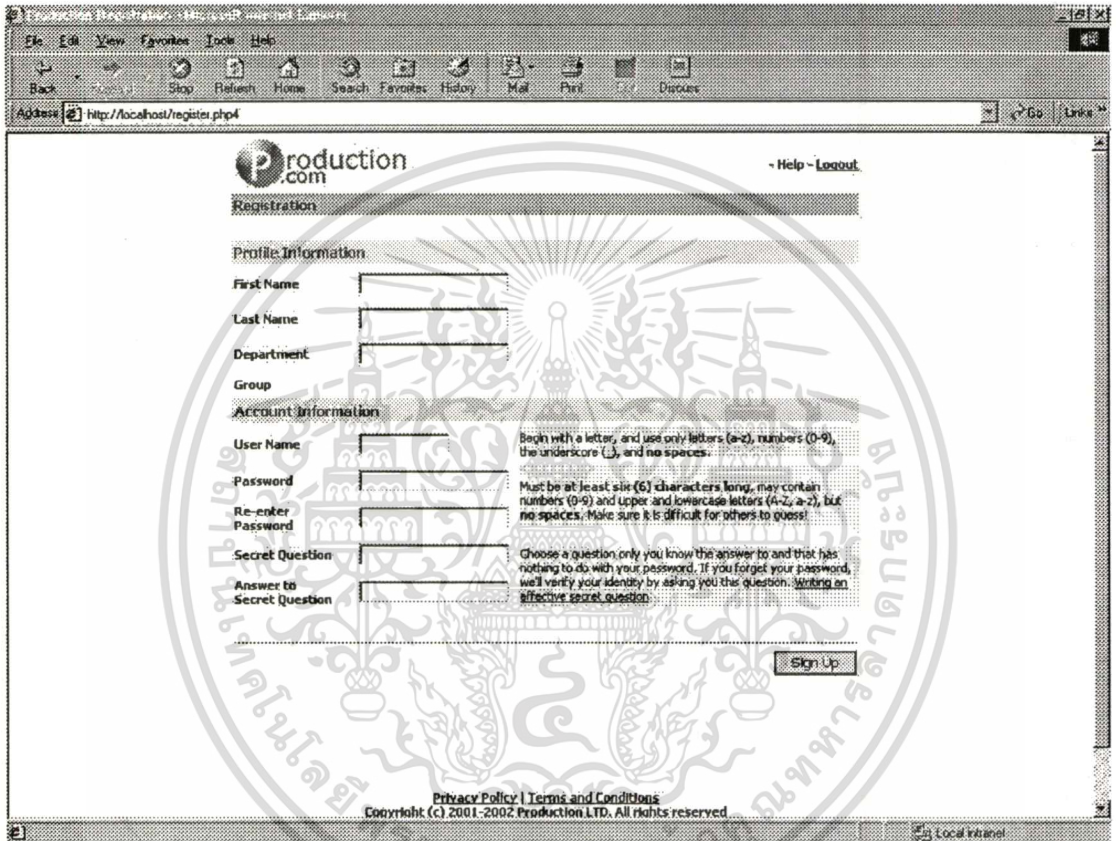 Production Registration - Microsoft Internet Explorer
File Edit View Favorites Tools Help
Back Stop Refresh Home Search Favorites History Mail Print Edit Discuss
Address http://localhost/register.php4 Go Links »
Production
.com
- Help - Logout
Registration
Profile Information
First Name
Last Name
Department
Group
Account Information
User Name
Begin with a letter, and use only letters (a-z), numbers (0-9),
the underscore (_), and no spaces.
Password
Must be at least six (6) characters long, may contain
numbers (0-9) and upper and lowercase letters (A-Z, a-z), but
no spaces. Make sure it is difficult for others to guess!
Re-enter
Password
Secret Question
Choose a question only you know the answer to and that has
nothing to do with your password. If you forget your password,
we'll verify your identity by asking you this question. Writing an
effective secret question
Answer to
Secret Question
Sign Up
Privacy Policy | Terms and Conditions
Copyright (c) 2001-2002 Production LTD. All rights reserved
Local intranet